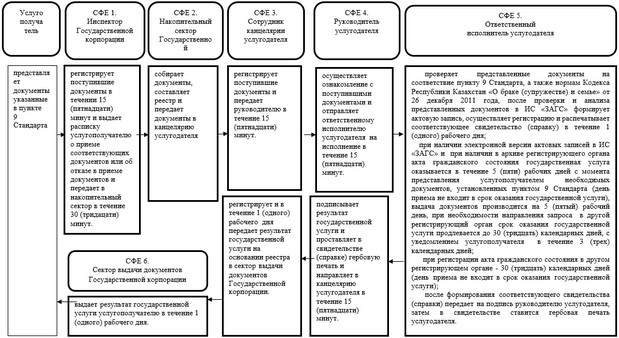 Услуго
получа
тель
СФЕ 1.
Инспектор
Государственной
корпорации
СФЕ 2.
Накопительный
сектор
Государственно
й
СФЕ 3.
Сотрудник
канцелярии
услугодателя
СФЕ 4.
Руководитель
услугодателя
СФЕ 5.
Ответственный
исполнитель услугодателя
представля
ет
документы
указанные
в пункте
9
Стандарта
регистрирует
поступившие
документы в
течении 15
(пятнадцати)
минут и выдает
расписку
услугополучателю
о приеме
соответствующих
документов или об
отказе в приеме
документов и
передает в
накопительный
сектор в течение
30 (тридцати)
минут.
собирает
документы,
составляет
реестр и
передает
документы в
канцелярию
услугодателя
регистрирует
поступившие
документы и
передает
руководителю в
течение 15
(пятнадцати)
минут.
осуществляет
ознакомление с
поступившими
документами и
отправляет
ответственному
исполнителю
услугодателя на
исполнение в
течение 15
(пятнадцати)
минут.
проверяет представленные документы на
соответствие пункту 9 Стандарта, а также нормам Кодекса
Республики Казахстан «О браке (супружестве) и семье» от
26 декабря 2011 года, после проверки и анализа
представленных документов в ИС «ЗАГС» формирует
актовую запись, осуществляет регистрацию и распечатывает
соответствующее свидетельство (справку) в течение 1
(одного) рабочего дня;
при наличии электронной версии актовых записей в ИС
«ЗАГС» и при наличии в архиве регистрирующего органа
акта гражданского состояния государственная услуга
оказывается в течение 5 (пяти) рабочих дней с момента
представления услугополучателем необходимых
документов, установленных пунктом 9 Стандарта (день
приема не входит в срок оказания государственной услуги),
выдача документов производится на 5 (пятый) рабочий
день, при необходимости направления запроса в другой
регистрирующий орган срок оказания государственной
услуги продлевается до 30 (тридцать) календарных дней, с
уведомлением услугополучателя в течение 3 (трех)
календарных дней;
при регистрации акта гражданского состояния в другом
регистрирующем органе - 30 (тридцать) календарных дней
(день приема не входит в срок оказания государственной
услуги);
после формирования соответствующего свидетельства
(справки) передает на подпись руководителю услугодателя,
затем в свидетельстве ставится гербовая печать
услугодателя.
регистрирует и в
течение 1 (одного)
рабочего дня
передает результат
государственной
услуги на
основании реестра
в сектор выдачи
документов
Государственной
корпорации.
подписывает
результат
государственной
услуги и
проставляет в
свидетельстве
(справке) гербовую
печать и направляет
в канцелярию
услугодателя в
течение 15
(пятнадцати)
минут.
СФЕ 6.
Сектор выдачи документов
Государственной корпорации
выдает результат государственной
услуги услугополучателю в течение 1
(одного) рабочего дня.